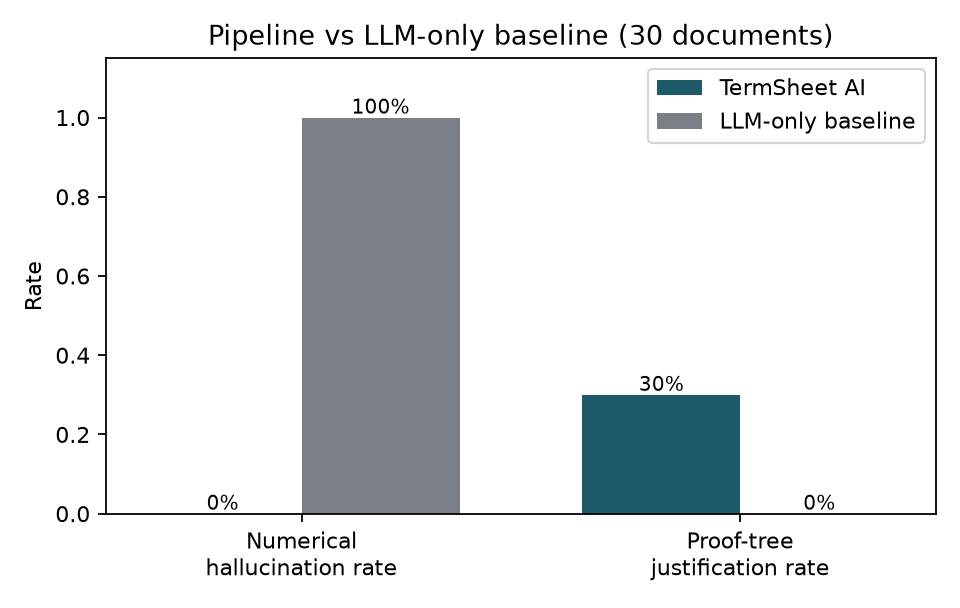 Pipeline vs LLM-only baseline (30 documents)
TermSheet AI
LLM-only baseline
Rate
1.0
0.8
0.6
0.4
0.2
0.0
0%
100%
30%
0%
Numerical
hallucination rate
Proof-tree
justification rate